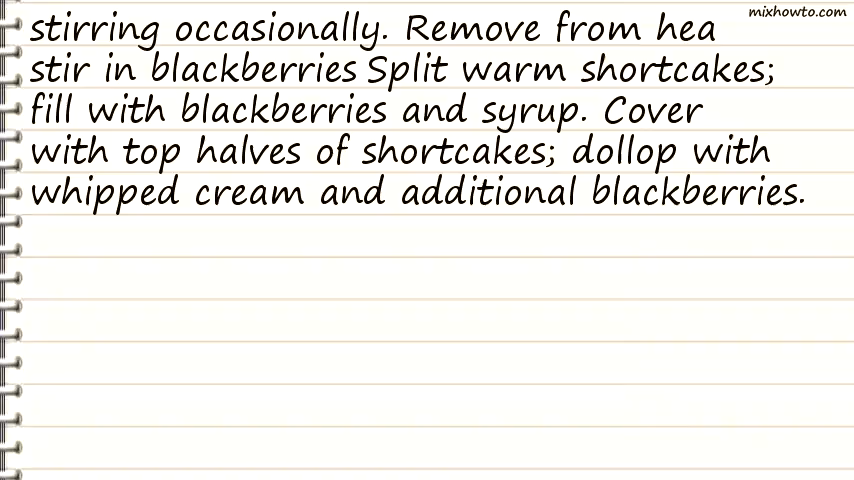 mixhowto.com
stirring occasionally. Remove from hea
stir in blackberries Split warm shortcakes;
fill with blackberries and syrup. Cover
with top halves of shortcakes; dollop with
whipped cream and additional blackberries.